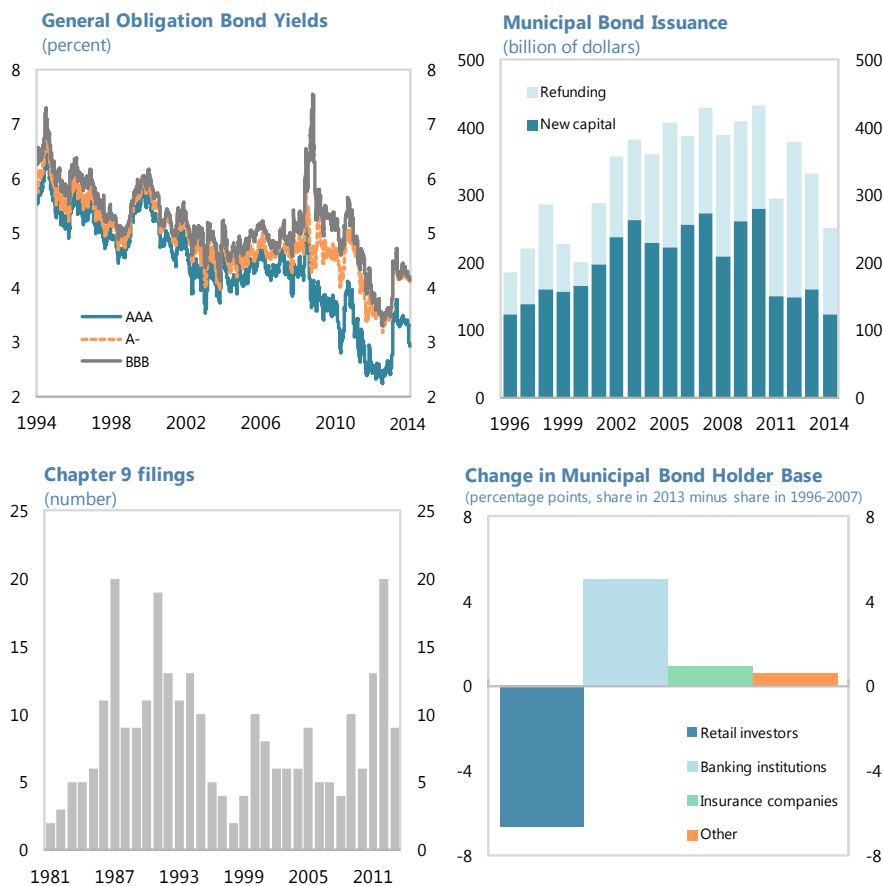 General Obligation Bond Yields
(percent)
8 8
7 7
6 6
5 5
4 4
3 3
2 2
AAA
A-
BBB
1994 1998 2002 2006 2010 2014
Municipal Bond Issuance
(billion of dollars)
500 500
400 400
300 300
200 200
100 100
0 0
Refunding
New capital
1996 1999 2002 2005 2008 2011 2014
Chapter 9 filings
(number)
25 25
20 20
15 15
10 10
5 5
0 0
1981 1987 1993 1999 2005 2011
Change in Municipal Bond Holder Base
(percentage points, share in 2013 minus share in 1996-2007)
8 8
4 4
0 0
-4 -4
-8 -8
Retail investors
Banking institutions
Insurance companies
Other